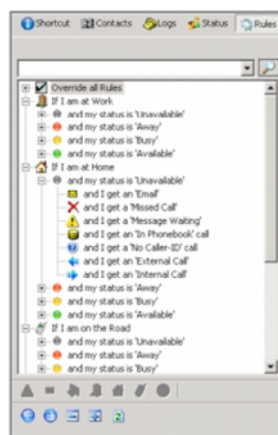 Shortcut Contacts Logs Status Rules
Override all Rules
If I am at Work
and my status is 'Unavailable'
and my status is 'Away'
and my status is 'Busy'
and my status is 'Available'
If I am at Home
and my status is 'Unavailable'
and I get an 'Email'
and I get a 'Missed Call'
and I get a 'Message Waiting'
and I get an 'In Phonebook' call
and I get a 'No Caller-ID' call
and I get an 'External Call'
and I get an 'Internal Call'
and my status is 'Away'
and my status is 'Busy'
and my status is 'Available'
If I am on the Road
and my status is 'Unavailable'
and my status is 'Away'
and my status is 'Busy'
and my status is 'Available'